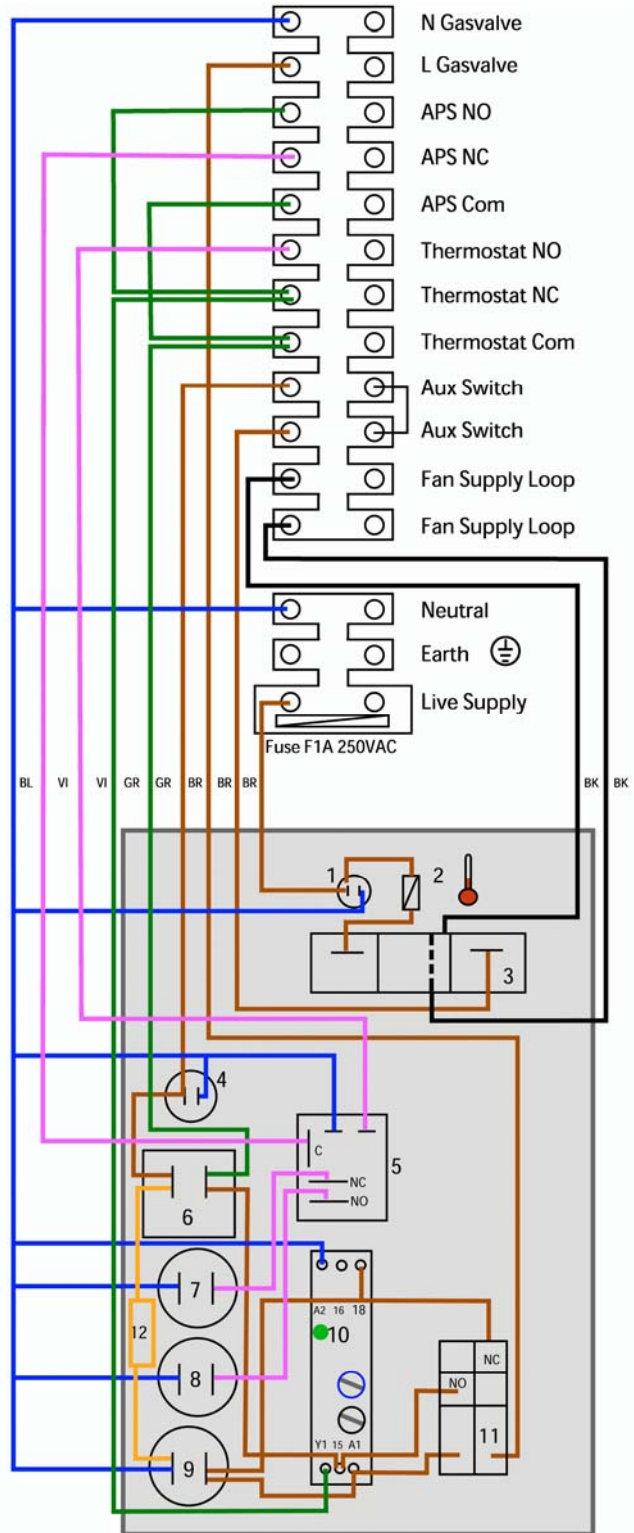 N Gasvalve
L Gasvalve
APS NO
APS NC
APS Com
Thermostat NO
Thermostat NC
Thermostat Com
Aux Switch
Aux Switch
Fan Supply Loop
Fan Supply Loop
Neutral
Earth
Live Supply
Fuse F1A 250VAC
BL VI VI GR GR BR BR BR BK BK
1 2
3
4
C 5
NC
NO
6
7
A2 16 18
10
12
NC
NO
8
11
Y1 15 A1
9